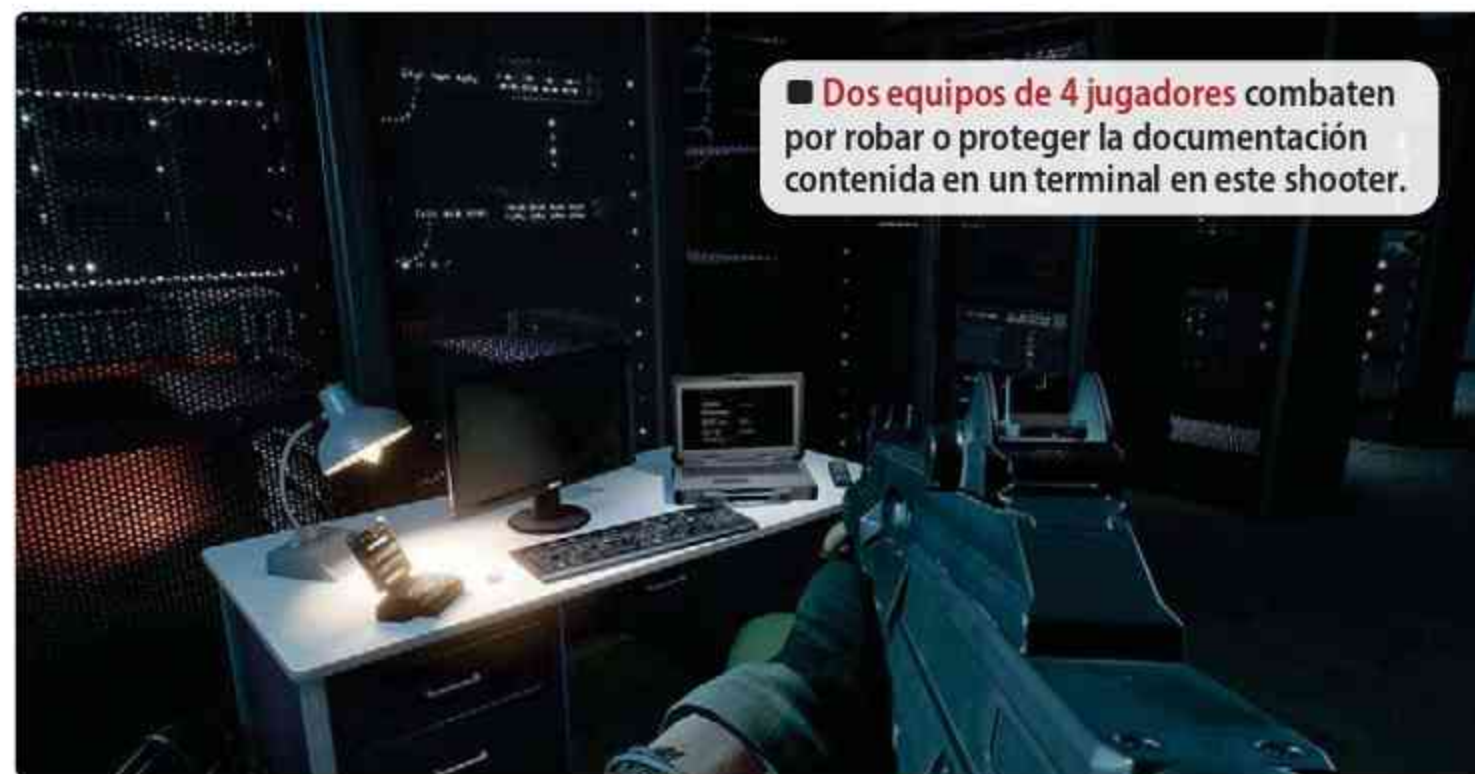 ■ Dos equipos de 4 jugadores combaten
por robar o proteger la documentación
contenida en un terminal en este shooter.